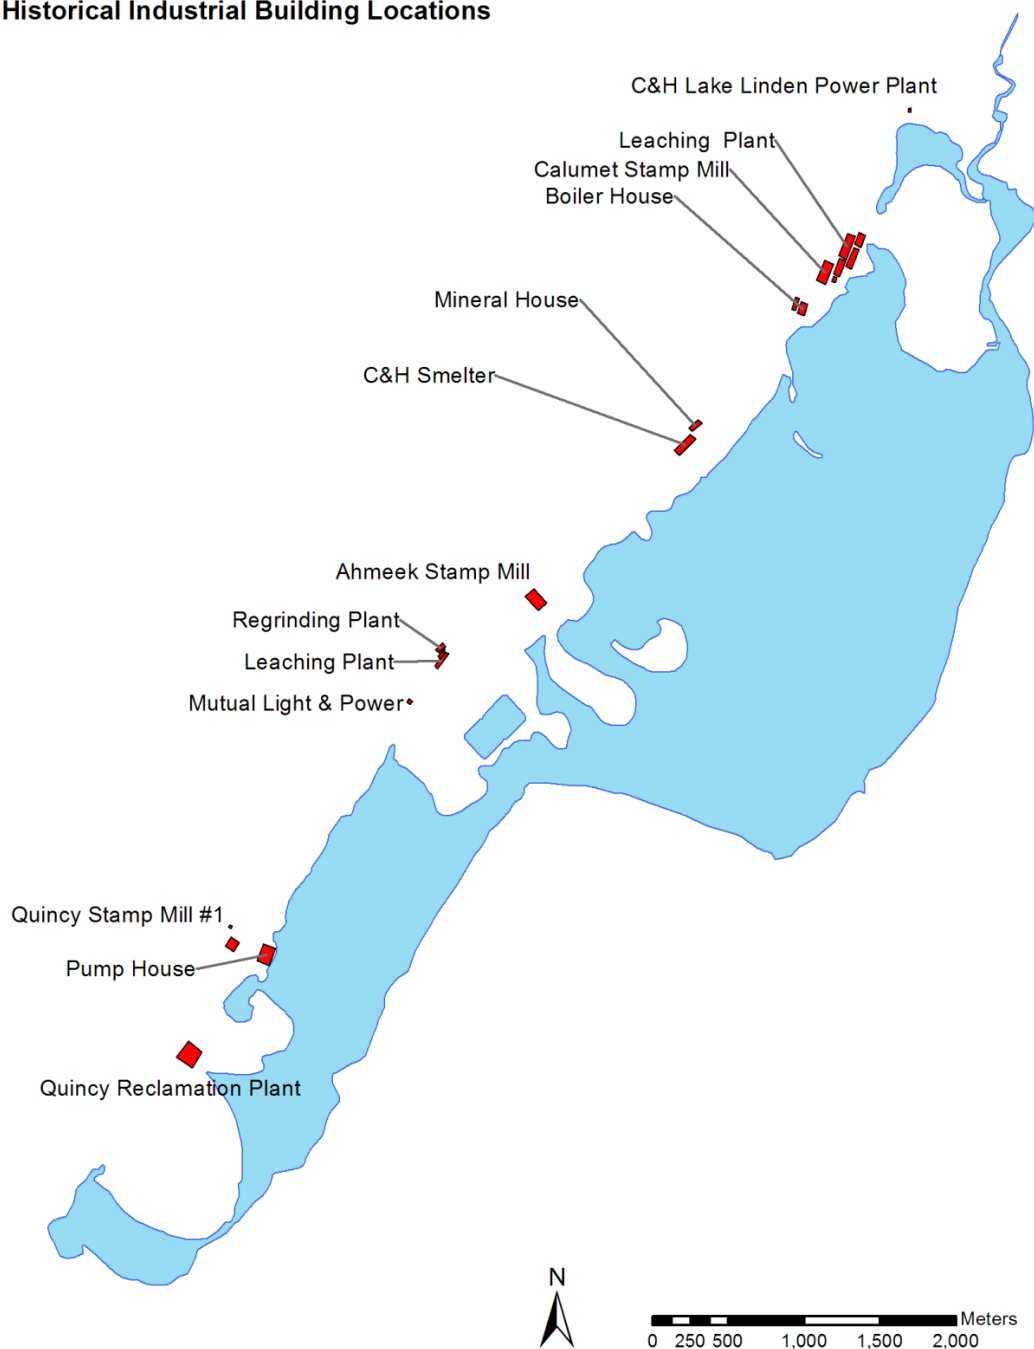 Historical Industrial Building Locations
C&H Lake Linden Power Plant
Leaching Plant
Calumet Stamp Mill
Boiler House
Mineral House
C&H Smelter
Ahmeek Stamp Mill
Regrinding Plant
Leaching Plant
Mutual Light & Power
Quincy Stamp Mill #1
Pump House
Quincy Reclamation Plant
N
Meters
0 250 500 1,000 1,500 2,000